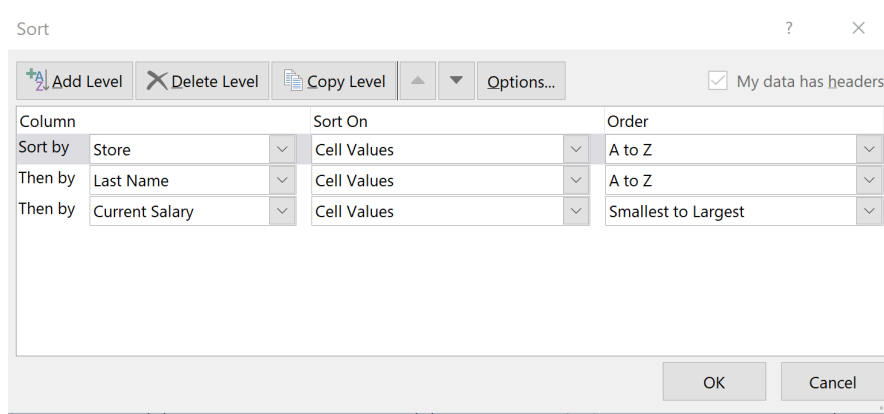 Sort ?
Add Level Delete Level Copy Level Options... My data has headers
Column Sort On Order
Sort by Store Cell Values A to Z
Then by Last Name Cell Values A to Z
Then by Current Salary Cell Values Smallest to Largest
OK Cancel